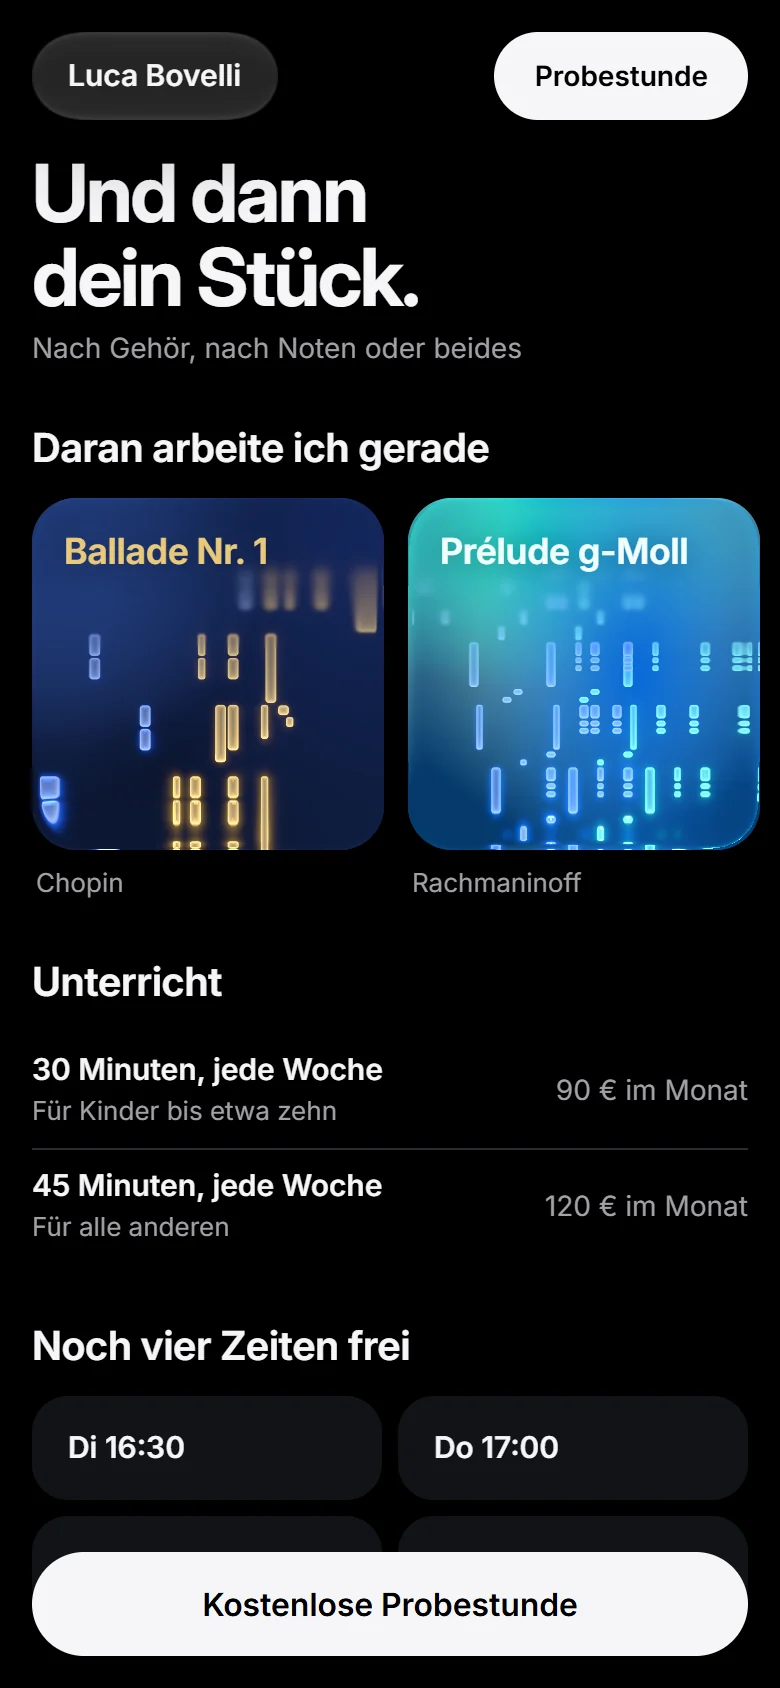 Luca Bovelli
Probestunde
Und dann
dein Stück.
Nach Gehör, nach Noten oder beides
Daran arbeite ich gerade
Ballade Nr. 1
Prélude g-Moll
Chopin
Rachmaninoff
Unterricht
30 Minuten, jede Woche
Für Kinder bis etwa zehn
90 € im Monat
45 Minuten, jede Woche
Für alle anderen
120 € im Monat
Noch vier Zeiten frei
Di 16:30
Do 17:00
Kostenlose Probestunde